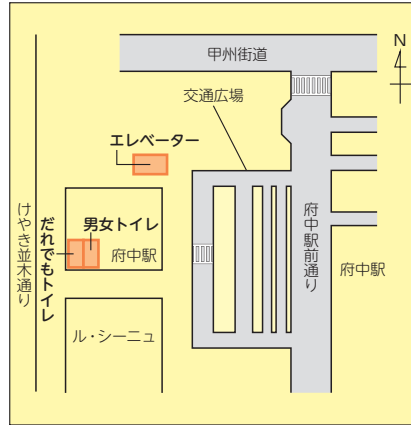 甲州街道
N
交通広場
エレベーター
男女トイレ
だれでもトイレ
けやき並木通り
府中駅
府中駅前通り
府中駅
ル・シーニュ